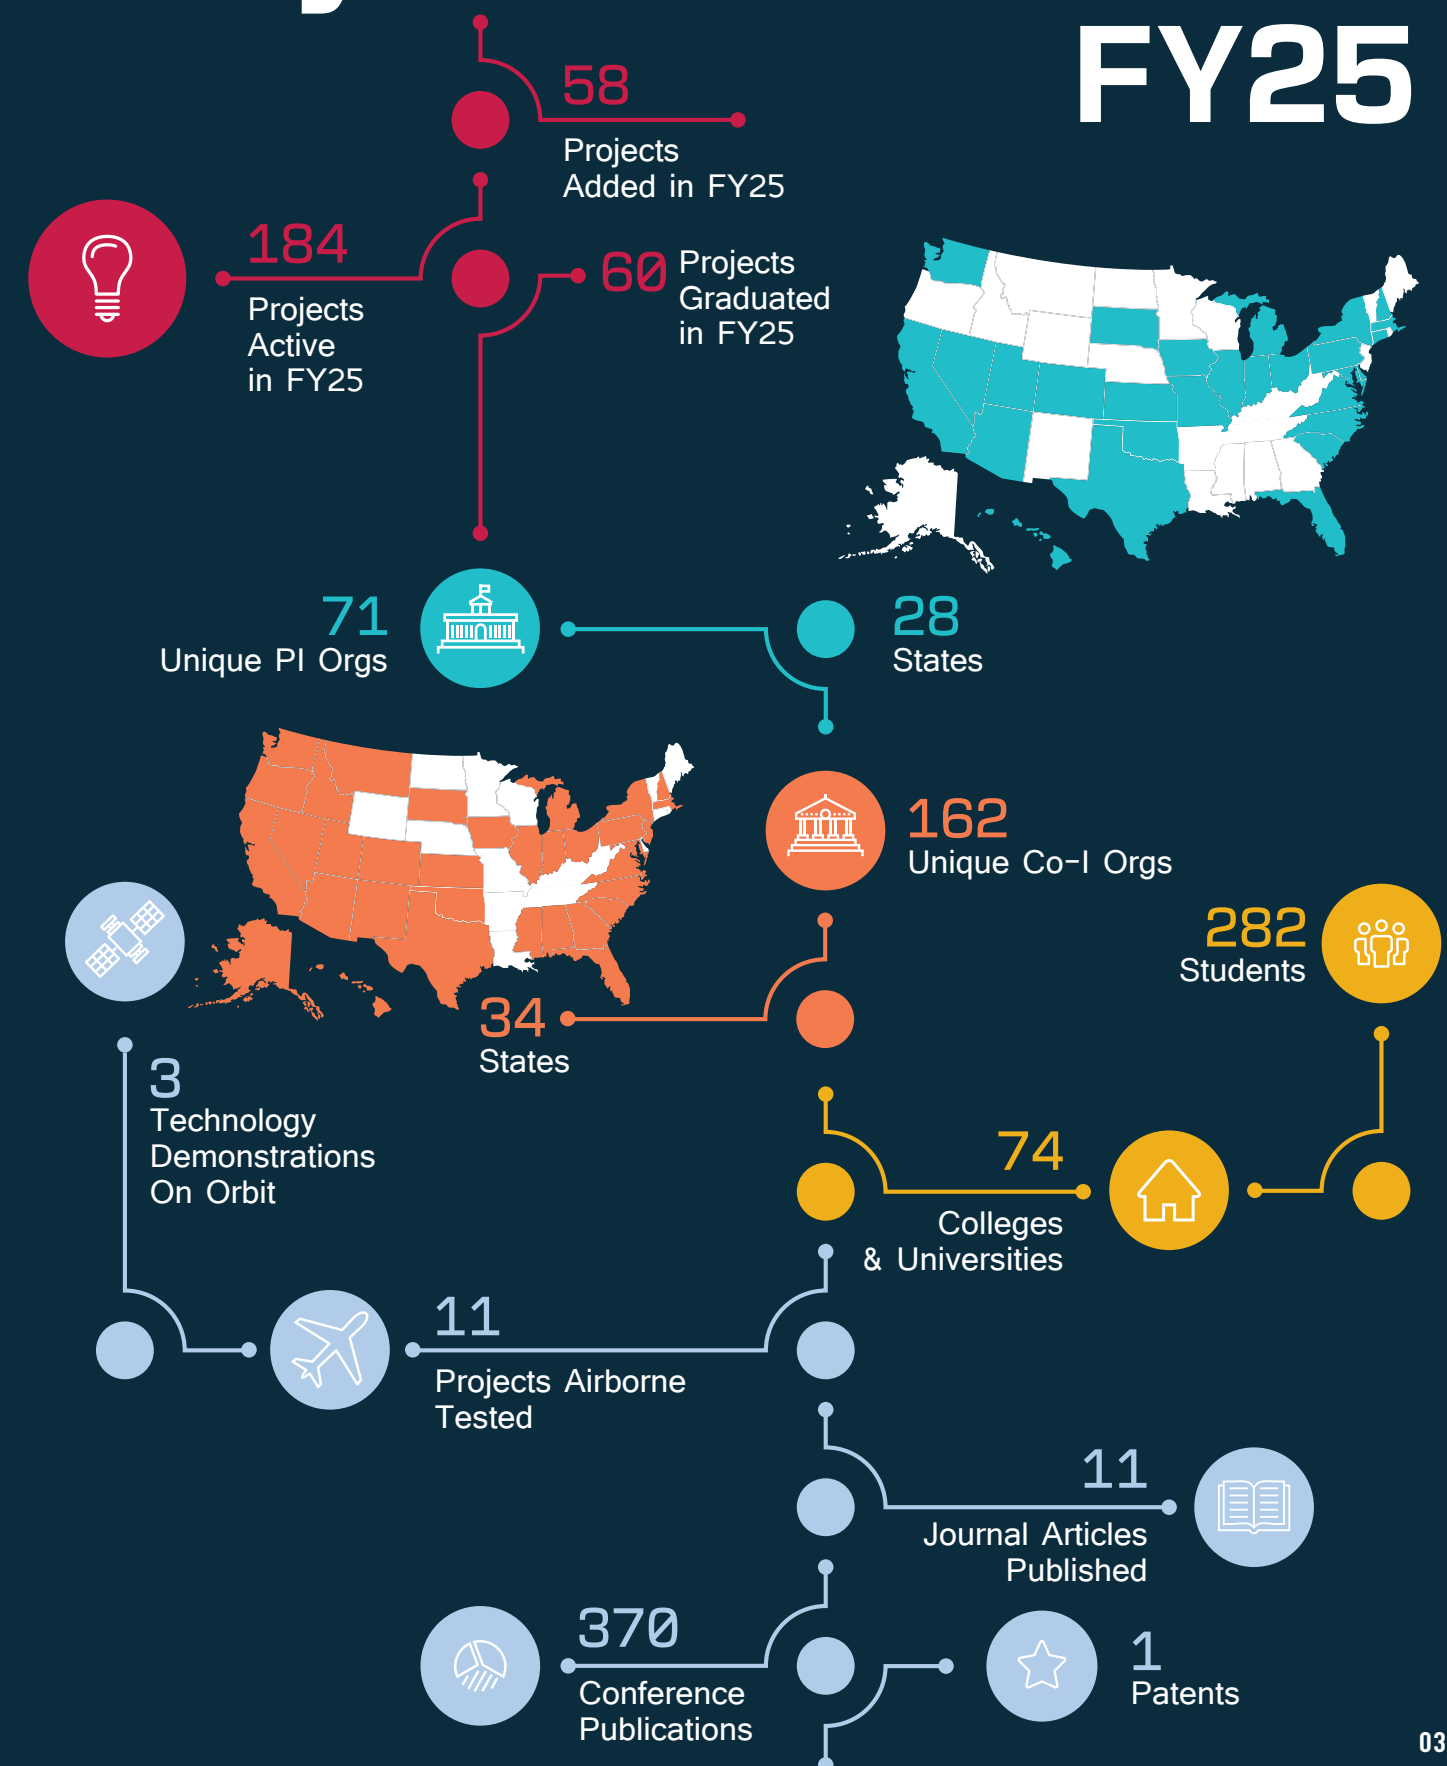 FY25
58
Projects
Added in FY25
184
Projects
Active
in FY25
60
Projects
Graduated
in FY25
71
Unique PI Orgs
28
States
162
Unique Co-I Orgs
34
States
282
Students
74
Colleges
& Universities
3
Technology
Demonstrations
On Orbit
11
Projects Airborne
Tested
11
Journal Articles
Published
370
Conference
Publications
1
Patents
03